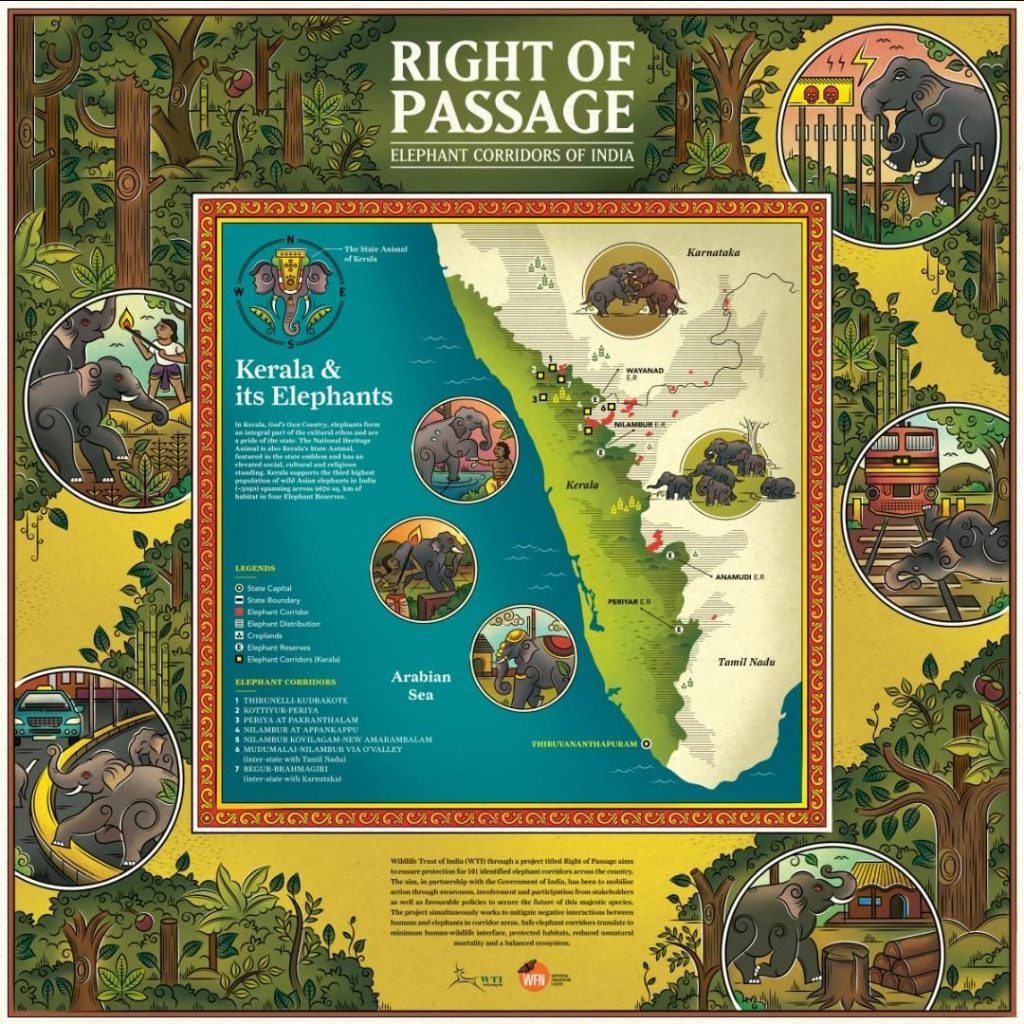 RIGHT OF
PASSAGE
ELEPHANT CORRIDORS OF INDIA
N
W
E
S
The State Animal
of Kerala
Karnataka
Kerala &
its Elephants
In Kerala, God's Own Country, elephants form
an integral part of the cultural ethos and are
a pride of the state. The National Heritage
Animal is also Kerala's State Animal,
featured in the state emblem and has an
elevated social, cultural and religious
standing. Kerala supports the third highest
population of wild Asian elephants in India
spanning across sq. km of
habitat in four Elephant Reserves.
1
2
3
6
WAYANAD
E.R
NILAMBUR E.R
E
E
Kerala
E
ANAMUDI E.R
PERIYAR E.R
E
Tamil Nadu
THIRUVANANTHAPURAM
Arabian
Sea
LEGENDS
State Capital
State Boundary
Elephant Corridor
Elephant Distribution
Croplands
E Elephant Reserves
Elephant Corridors (Kerala)
ELEPHANT CORRIDORS
1 THIRUNELLI-KUDRAKOTE
2 KOTTIYUR-PERIYA
3 PERIYA AT PAKRANTHALAM
4 NILAMBUR AT APPANKAPPU
5 NILAMBUR KOVILAGAM-NEW AMARAMBALAM
6 MUDUMALAI-NILAMBUR VIA O'VALLEY
(inter-state with Tamil Nadu)
7 BEGUR-BRAHMAGIRI
(inter-state with Karnataka)
Wildlife Trust of India (WTI) through a project titled Right of Passage aims
to ensure protection for 101 identified elephant corridors across the country.
The aim, in partnership with the Government of India, has been to mobilise
action through awareness, involvement and participation from stakeholders
as well as favourable policies to secure the future of this majestic species.
The project simultaneously works to mitigate negative interactions between
humans and elephants in corridor areas. Safe elephant corridors translate to
minimum human-wildlife interface, protected habitats, reduced unnatural
mortality and a balanced ecosystem.
WTI
WFN